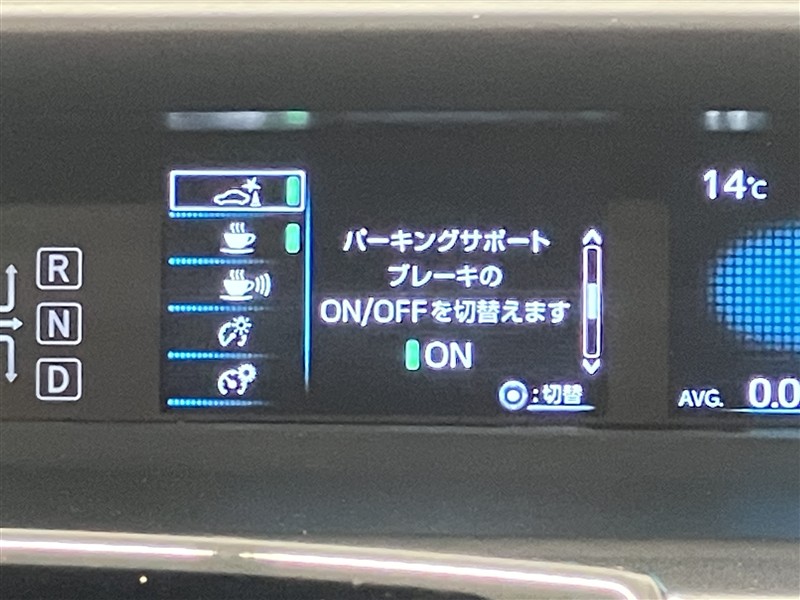 14℃
パーキングサポート
ブレーキの
ON/OFFを切替えます
ON
:切替
R
N
D
AVG. 0.0